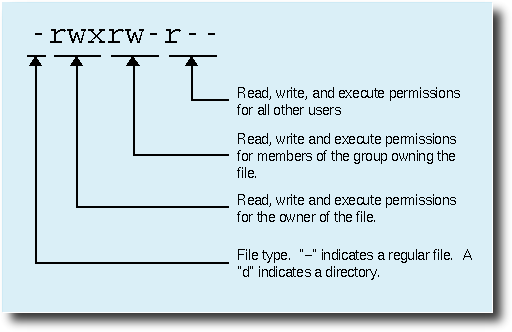 -rwxrw-r--
Read, write, and execute permissions
for all other users
Read, write and execute permissions
for members of the group owning the
file.
Read, write and execute permissions
for the owner of the file.
File type. "–" indicates a regular file. A
"d" indicates a directory.